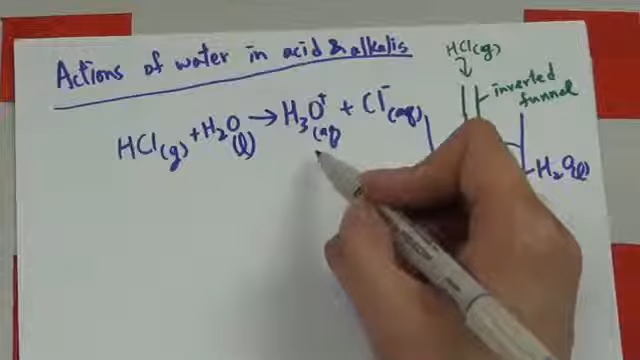 Actions of water in acid & alkalis
HCl(g) + H₂O(l) → H₃O⁺(aq) + Cl⁻(aq)
HCl(g)
inverted
funnel
H₂O(l)